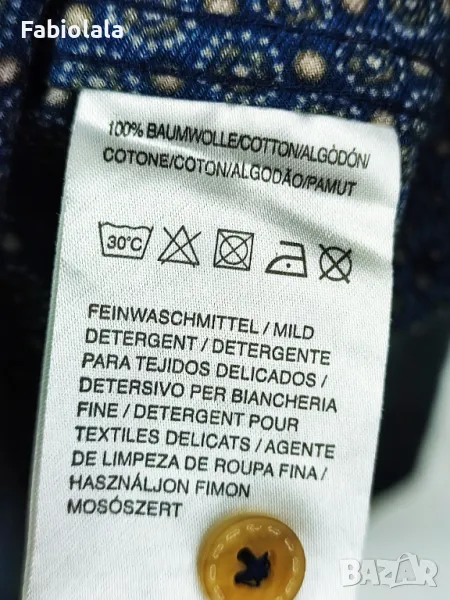 Fabiolala
100% BAUMWOLLE/COTTON/ALGODÓN/
COTONE/COTON/ALGODÃO/PAMUT
30°C
FEINWASCHMITTEL / MILD
DETERGENT / DETERGENTE
PARA TEJIDOS DELICADOS /
DETERSIVO PER BIANCHERIA
FINE / DETERGENT POUR
TEXTILES DELICATS / AGENTE
DE LIMPEZA DE ROUPA FINA /
HASZNÁLJON FIMON
MOSÓSZERT
BAZAR